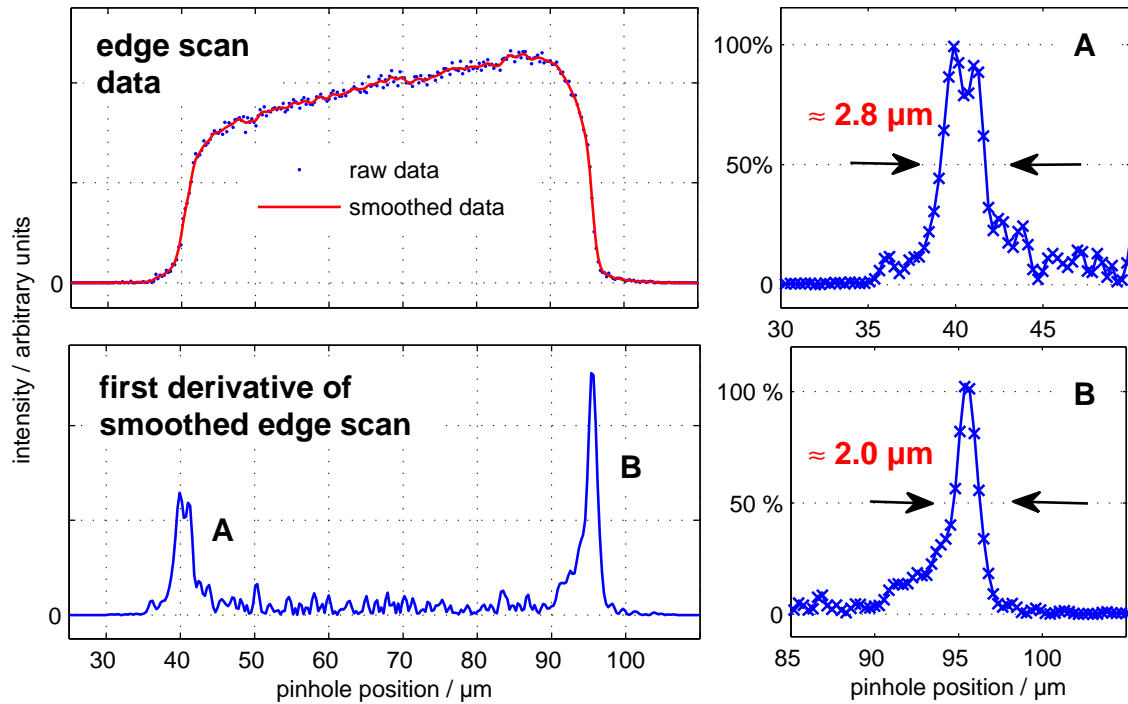 edge scan
data
raw data
smoothed data
0
intensity / arbitrary units
A
100%
≈ 2.8 µm
50%
0
30 35 40 45
first derivative of
smoothed edge scan
A
B
0
30 40 50 60 70 80 90 100
pinhole position / µm
B
100 %
≈ 2.0 µm
50 %
0
85 90 95 100
pinhole position / µm